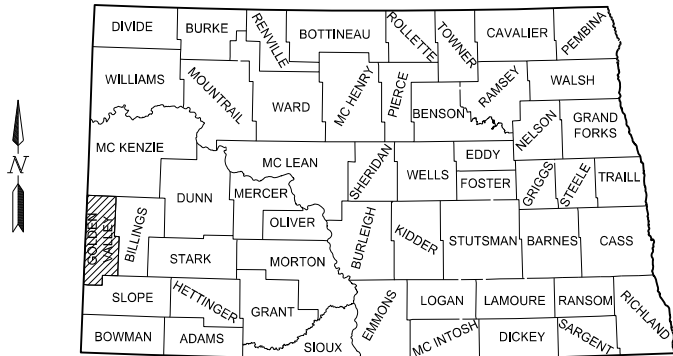 DIVIDE
BURKE
RENVILLE
BOTTINEAU
ROLLETTE
TOWNER
CAVALIER
PEMBINA
WILLIAMS
MOUNTRAIL
WARD
MC HENRY
PIERCE
BENSON
RAMSEY
WALSH
NELSON
GRAND
FORKS
N
MC KENZIE
DUNN
MC LEAN
MERCER
OLIVER
SHERIDAN
WELLS
EDDY
FOSTER
GRIGGS
STEELE
TRAILL
GOLDEN
VALLEY
BILLINGS
STARK
MORTON
BURLEIGH
KIDDER
STUTSMAN
BARNES
CASS
SLOPE
HETTINGER
GRANT
EMMONS
LOGAN
LAMOURE
RANSOM
RICHLAND
BOWMAN
ADAMS
SIOUX
MC INTOSH
DICKEY
SARGENT